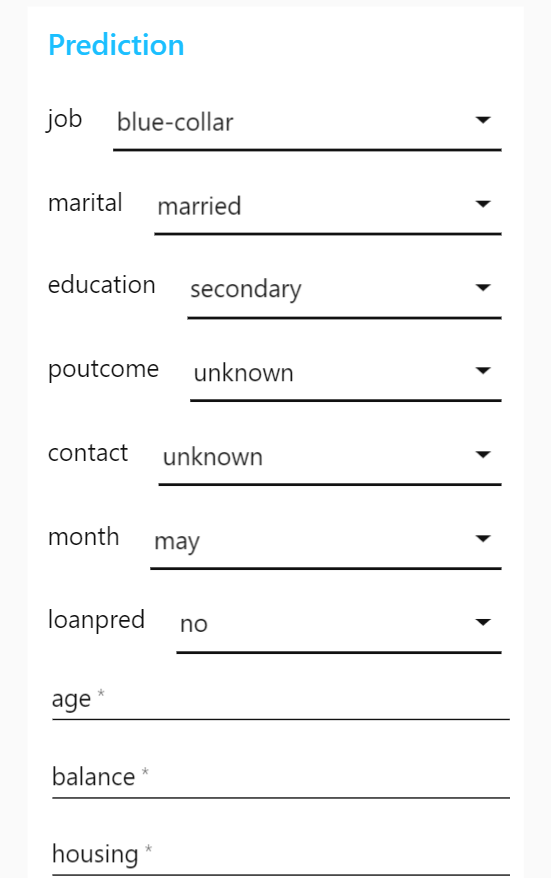 Prediction
job blue-collar
marital married
education secondary
poutcome unknown
contact unknown
month may
loanpred no
age *
balance *
housing *